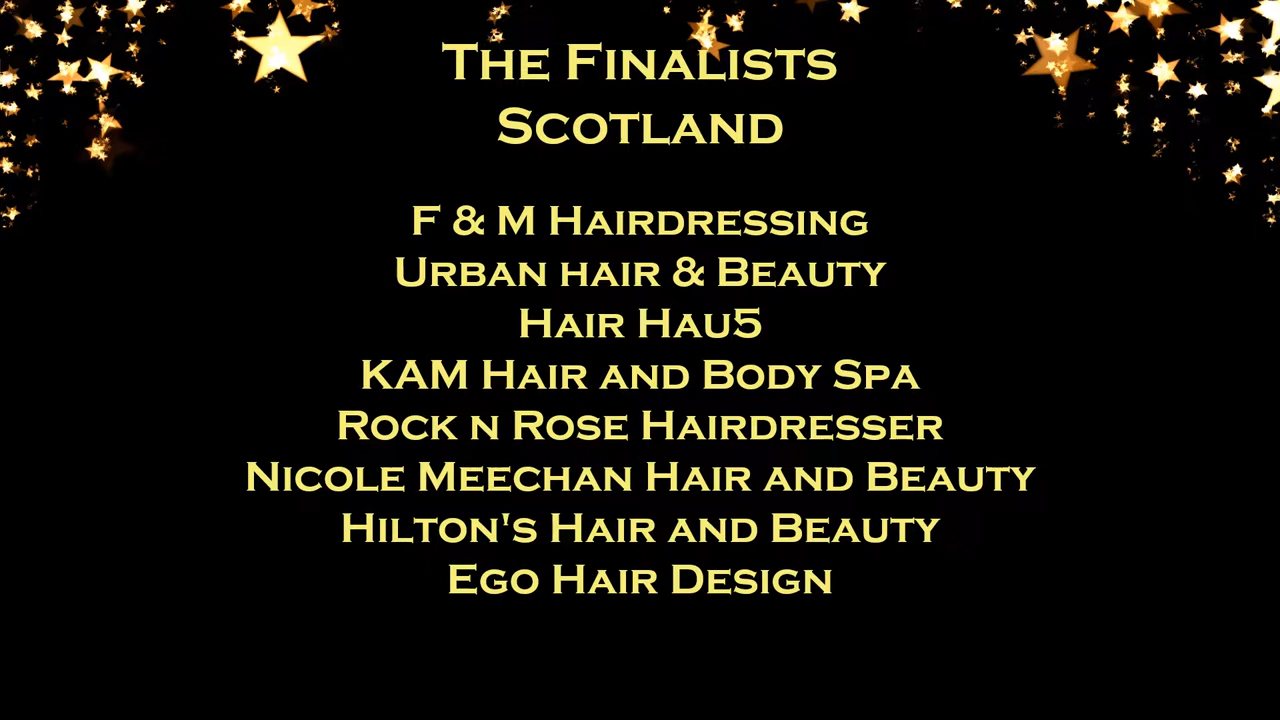 The Finalists
Scotland
F & M Hairdressing
Urban hair & Beauty
Hair Hau5
KAM Hair and Body Spa
Rock n Rose Hairdresser
Nicole Meechan Hair and Beauty
Hilton's Hair and Beauty
Ego Hair Design